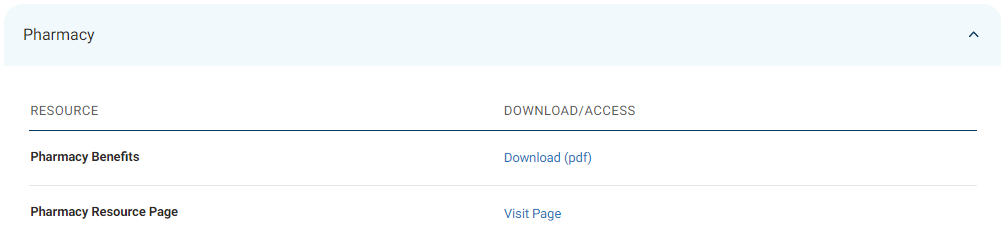 Pharmacy
RESOURCE DOWNLOAD/ACCESS
Pharmacy Benefits Download (pdf)
Pharmacy Resource Page Visit Page